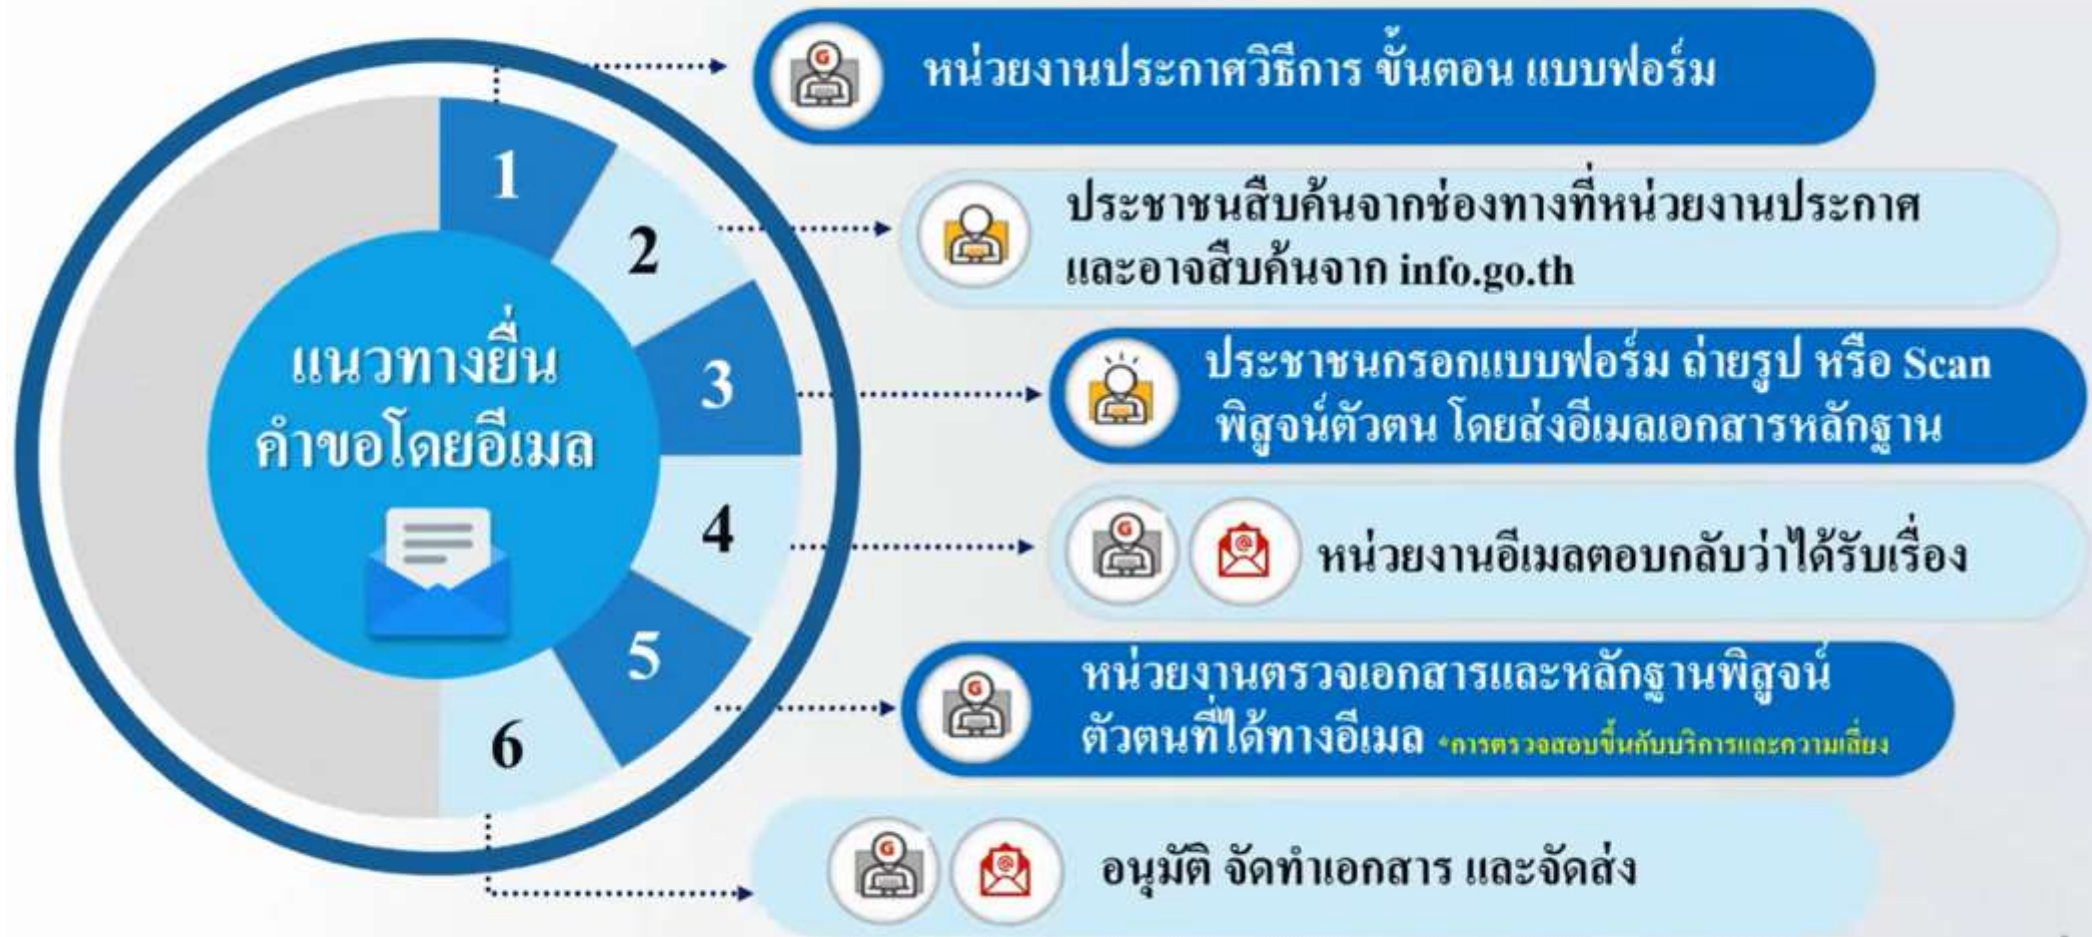 แนวทางยื่น
คำขอโดยอีเมล
1
หน่วยงานประกาศวิธีการ ขั้นตอน แบบฟอร์ม
2
ประชาชนสืบค้นจากช่องทางที่หน่วยงานประกาศ
และอาจสืบค้นจาก info.go.th
3
ประชาชนกรอกแบบฟอร์ม ถ่ายรูป หรือ Scan
พิสูจน์ตัวตน โดยส่งอีเมลเอกสารหลักฐาน
4
หน่วยงานอีเมลตอบกลับว่าได้รับเรื่อง
5
หน่วยงานตรวจเอกสารและหลักฐานพิสูจน์
ตัวตนที่ได้ทางอีเมล *การตรวจสอบขึ้นกับบริการและความเสี่ยง
6
อนุมัติ จัดทำเอกสาร และจัดส่ง